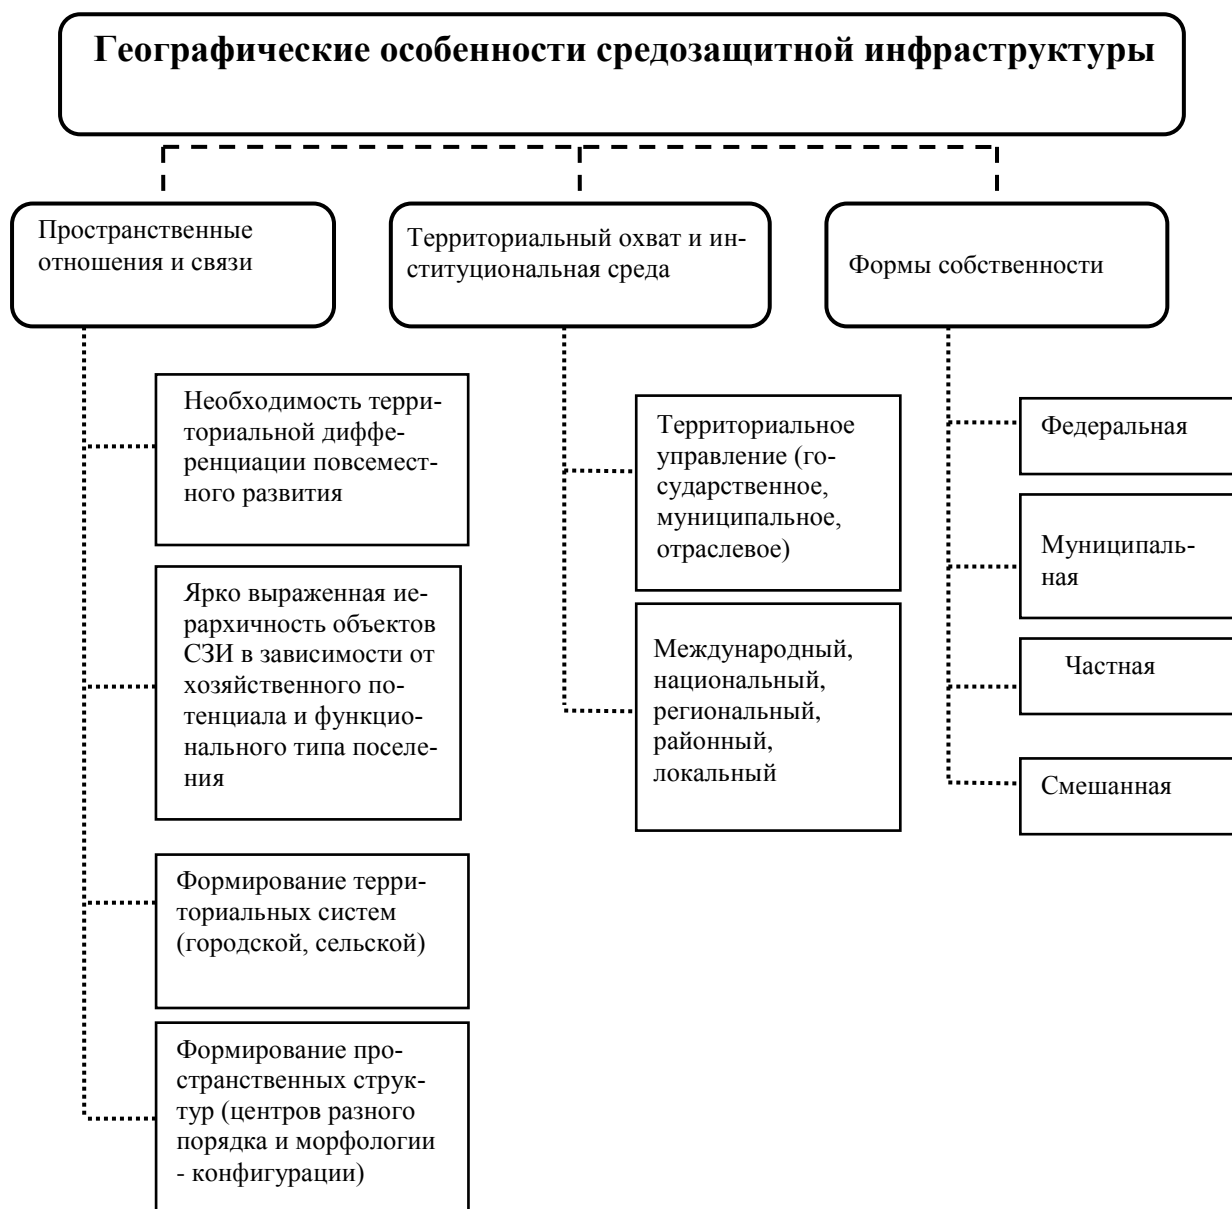 Географические особенности средозащитной инфраструктуры
Пространственные
отношения и связи
Территориальный охват и ин-
ституциональная среда
Формы собственности
Необходимость терри-
ториальной диффе-
ренциации повсемест-
ного развития
Ярко выраженная ие-
рархичность объектов
СЗИ в зависимости от
хозяйственного по-
тенциала и функцио-
нального типа поселе-
ния
Формирование терри-
ториальных систем
(городской, сельской)
Формирование про-
странственных струк-
тур (центров разного
порядка и морфологии
- конфигурации)
Территориальное
управление (го-
сударственное,
муниципальное,
отраслевое)
Международный,
национальный,
региональный,
районный,
локальный
Федеральная
Муниципаль-
ная
Частная
Смешанная